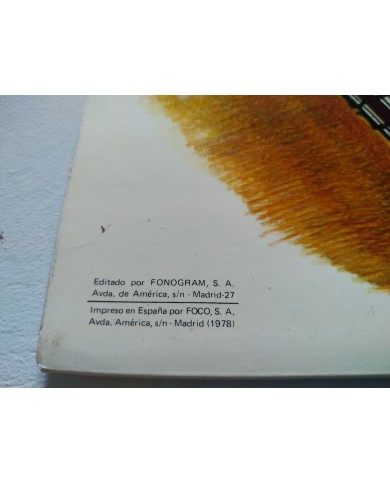 Editado por FONOGRAM, S. A.
Avda. de América, s/n - Madrid-27
Impreso en España por FOCO, S. A.
Avda. América, s/n - Madrid (1978)